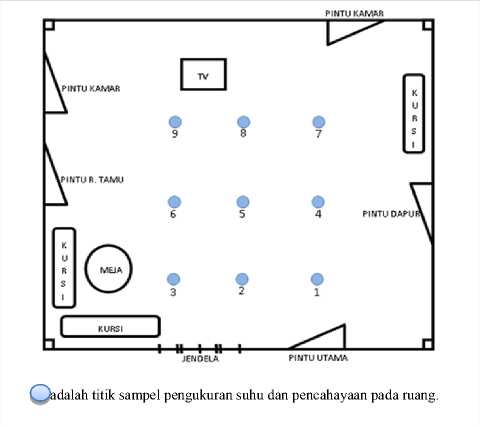 PINTU KAMAR
TV
PINTU KAMAR
KURSI
9 8 7
PINTU R. TAMU
6 5 4
PINTU DAPUR
KURSI
MEJA
3 2 1
KURSI
JENDELA
PINTU UTAMA
adalah titik sampel pengukuran suhu dan pencahayaan pada ruang.